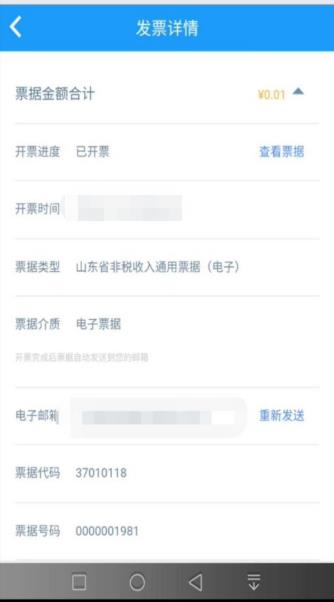 发票详情
票据金额合计 ¥0.01
开票进度 已开票 查看票据
开票时间
票据类型 山东省非税收入通用票据（电子）
票据介质 电子票据
开票完成后票据自动发送到您的邮箱
电子邮箱 重新发送
票据代码 37010118
票据号码 0000001981